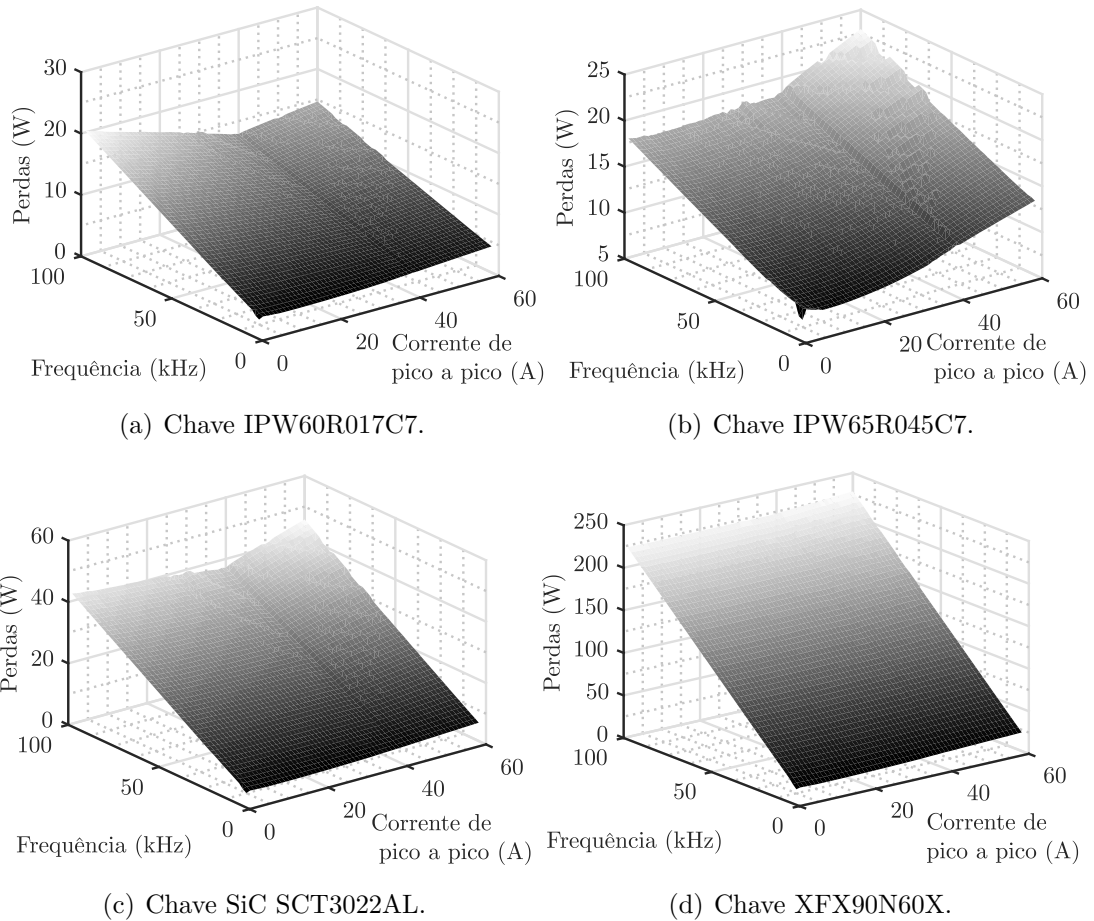 30
20
10
0
100
50
0
0
20
40
60
Perdas (W)
Frequência (kHz)
Corrente de
pico a pico (A)
(a) Chave IPW60R017C7.
25
20
15
10
5
100
50
0
0
20
40
60
Perdas (W)
Frequência (kHz)
Corrente de
pico a pico (A)
(b) Chave IPW65R045C7.
60
40
20
0
100
50
0
0
20
40
60
Perdas (W)
Frequência (kHz)
Corrente de
pico a pico (A)
(c) Chave SiC SCT3022AL.
250
200
150
100
50
0
100
50
0
0
20
40
60
Perdas (W)
Frequência (kHz)
Corrente de
pico a pico (A)
(d) Chave XFX90N60X.